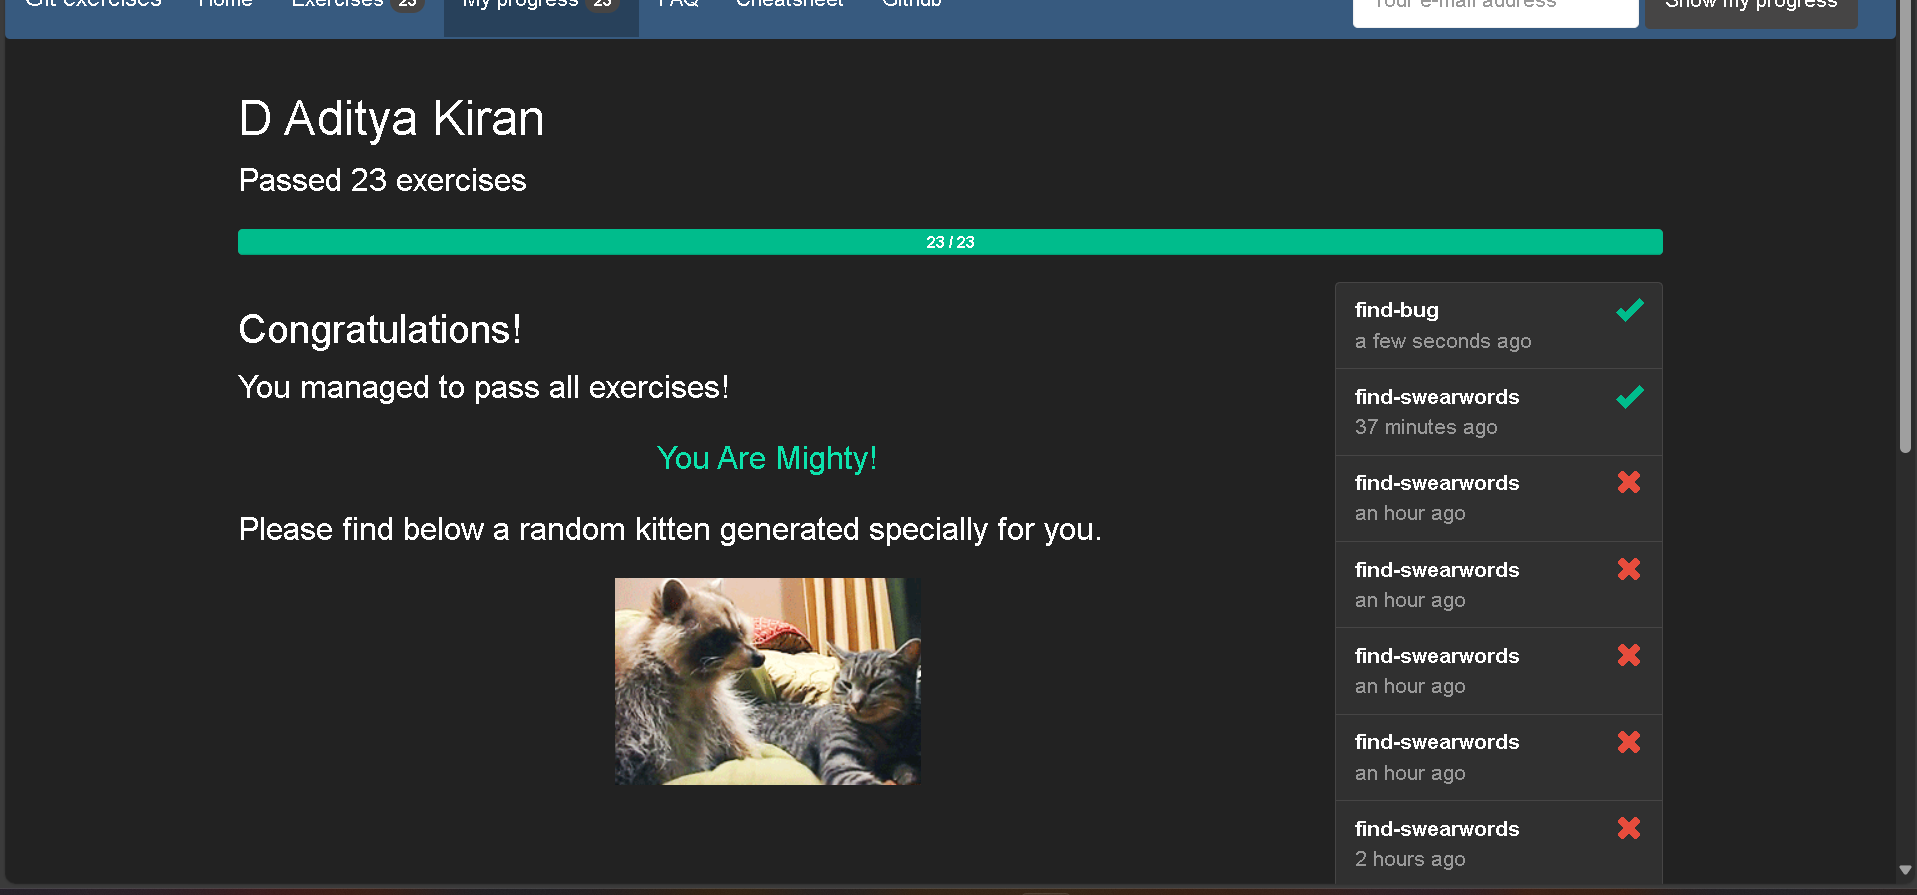 Git exercises Home Exercises 23 My progress 23 FAQ Cheatsheet Github Your e-mail address Show my progress
D Aditya Kiran
Passed 23 exercises
23 / 23
Congratulations!
You managed to pass all exercises!
You Are Mighty!
Please find below a random kitten generated specially for you.
find-bug
a few seconds ago
find-swearwords
37 minutes ago
find-swearwords
an hour ago
find-swearwords
an hour ago
find-swearwords
an hour ago
find-swearwords
an hour ago
find-swearwords
2 hours ago